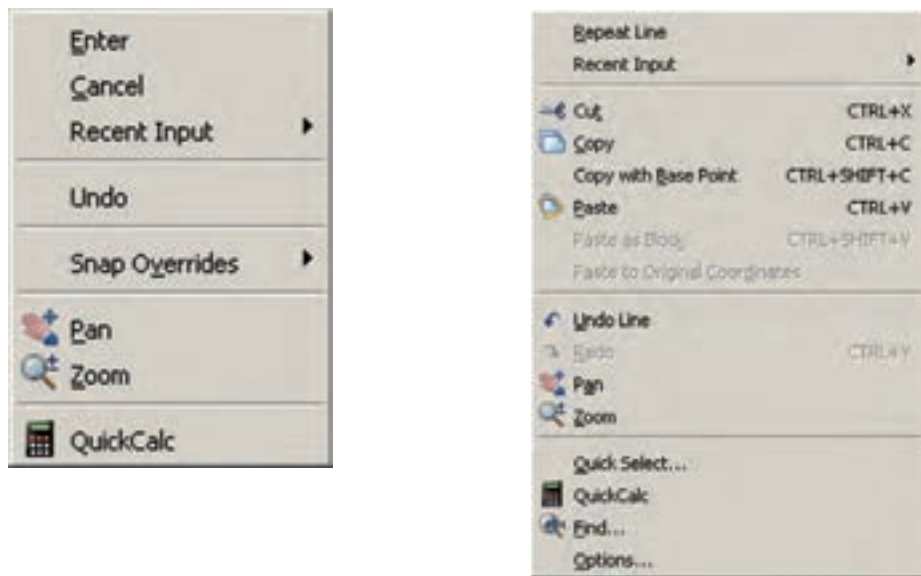 Enter
Cancel
Recent Input
Undo
Snap Overrides
Pan
Zoom
QuickCalc
Repeat Line
Recent Input
Cut CTRL+X
Copy CTRL+C
Copy with Base Point CTRL+SHIFT+C
Paste CTRL+V
Paste as Block CTRL+SHIFT+V
Paste to Original Coordinates
Undo Line
Redo CTRL+Y
Pan
Zoom
Quick Select...
QuickCalc
Find...
Options...